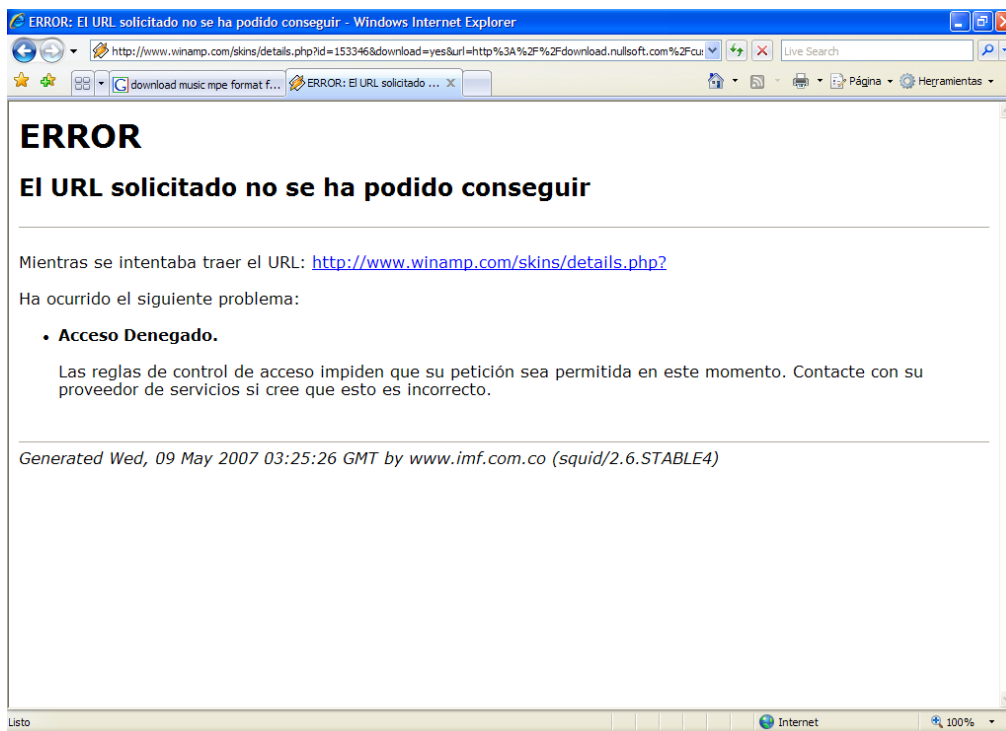 ERROR: El URL solicitado no se ha podido conseguir - Windows Internet Explorer
http://www.winamp.com/skins/details.php?id=153346&download=yes&url=http%3A%2F%2Fdownload.nullsoft.com%2Fcu
Live Search
download music mpe format f...
ERROR: El URL solicitado ...
Página
Herramientas
ERROR
El URL solicitado no se ha podido conseguir
Mientras se intentaba traer el URL: http://www.winamp.com/skins/details.php?
Ha ocurrido el siguiente problema:
• Acceso Denegado.
Las reglas de control de acceso impiden que su petición sea permitida en este momento. Contacte con su
proveedor de servicios si cree que esto es incorrecto.
Generated Wed, 09 May 2007 03:25:26 GMT by www.imf.com.co (squid/2.6.STABLE4)
Listo
Internet
100%